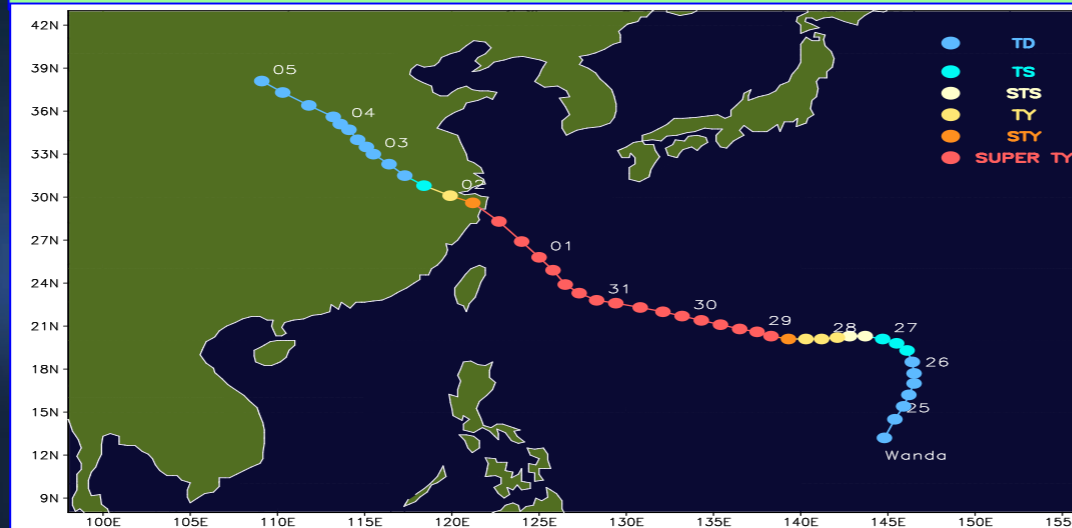 42N
39N
36N
33N
30N
27N
24N
21N
18N
15N
12N
9N
100E 105E 110E 115E 120E 125E 130E 135E 140E 145E 150E 155
TD
TS
STS
TY
STY
SUPER TY
05
04
03
02
01
31
30
29
28
27
26
25
Wanda